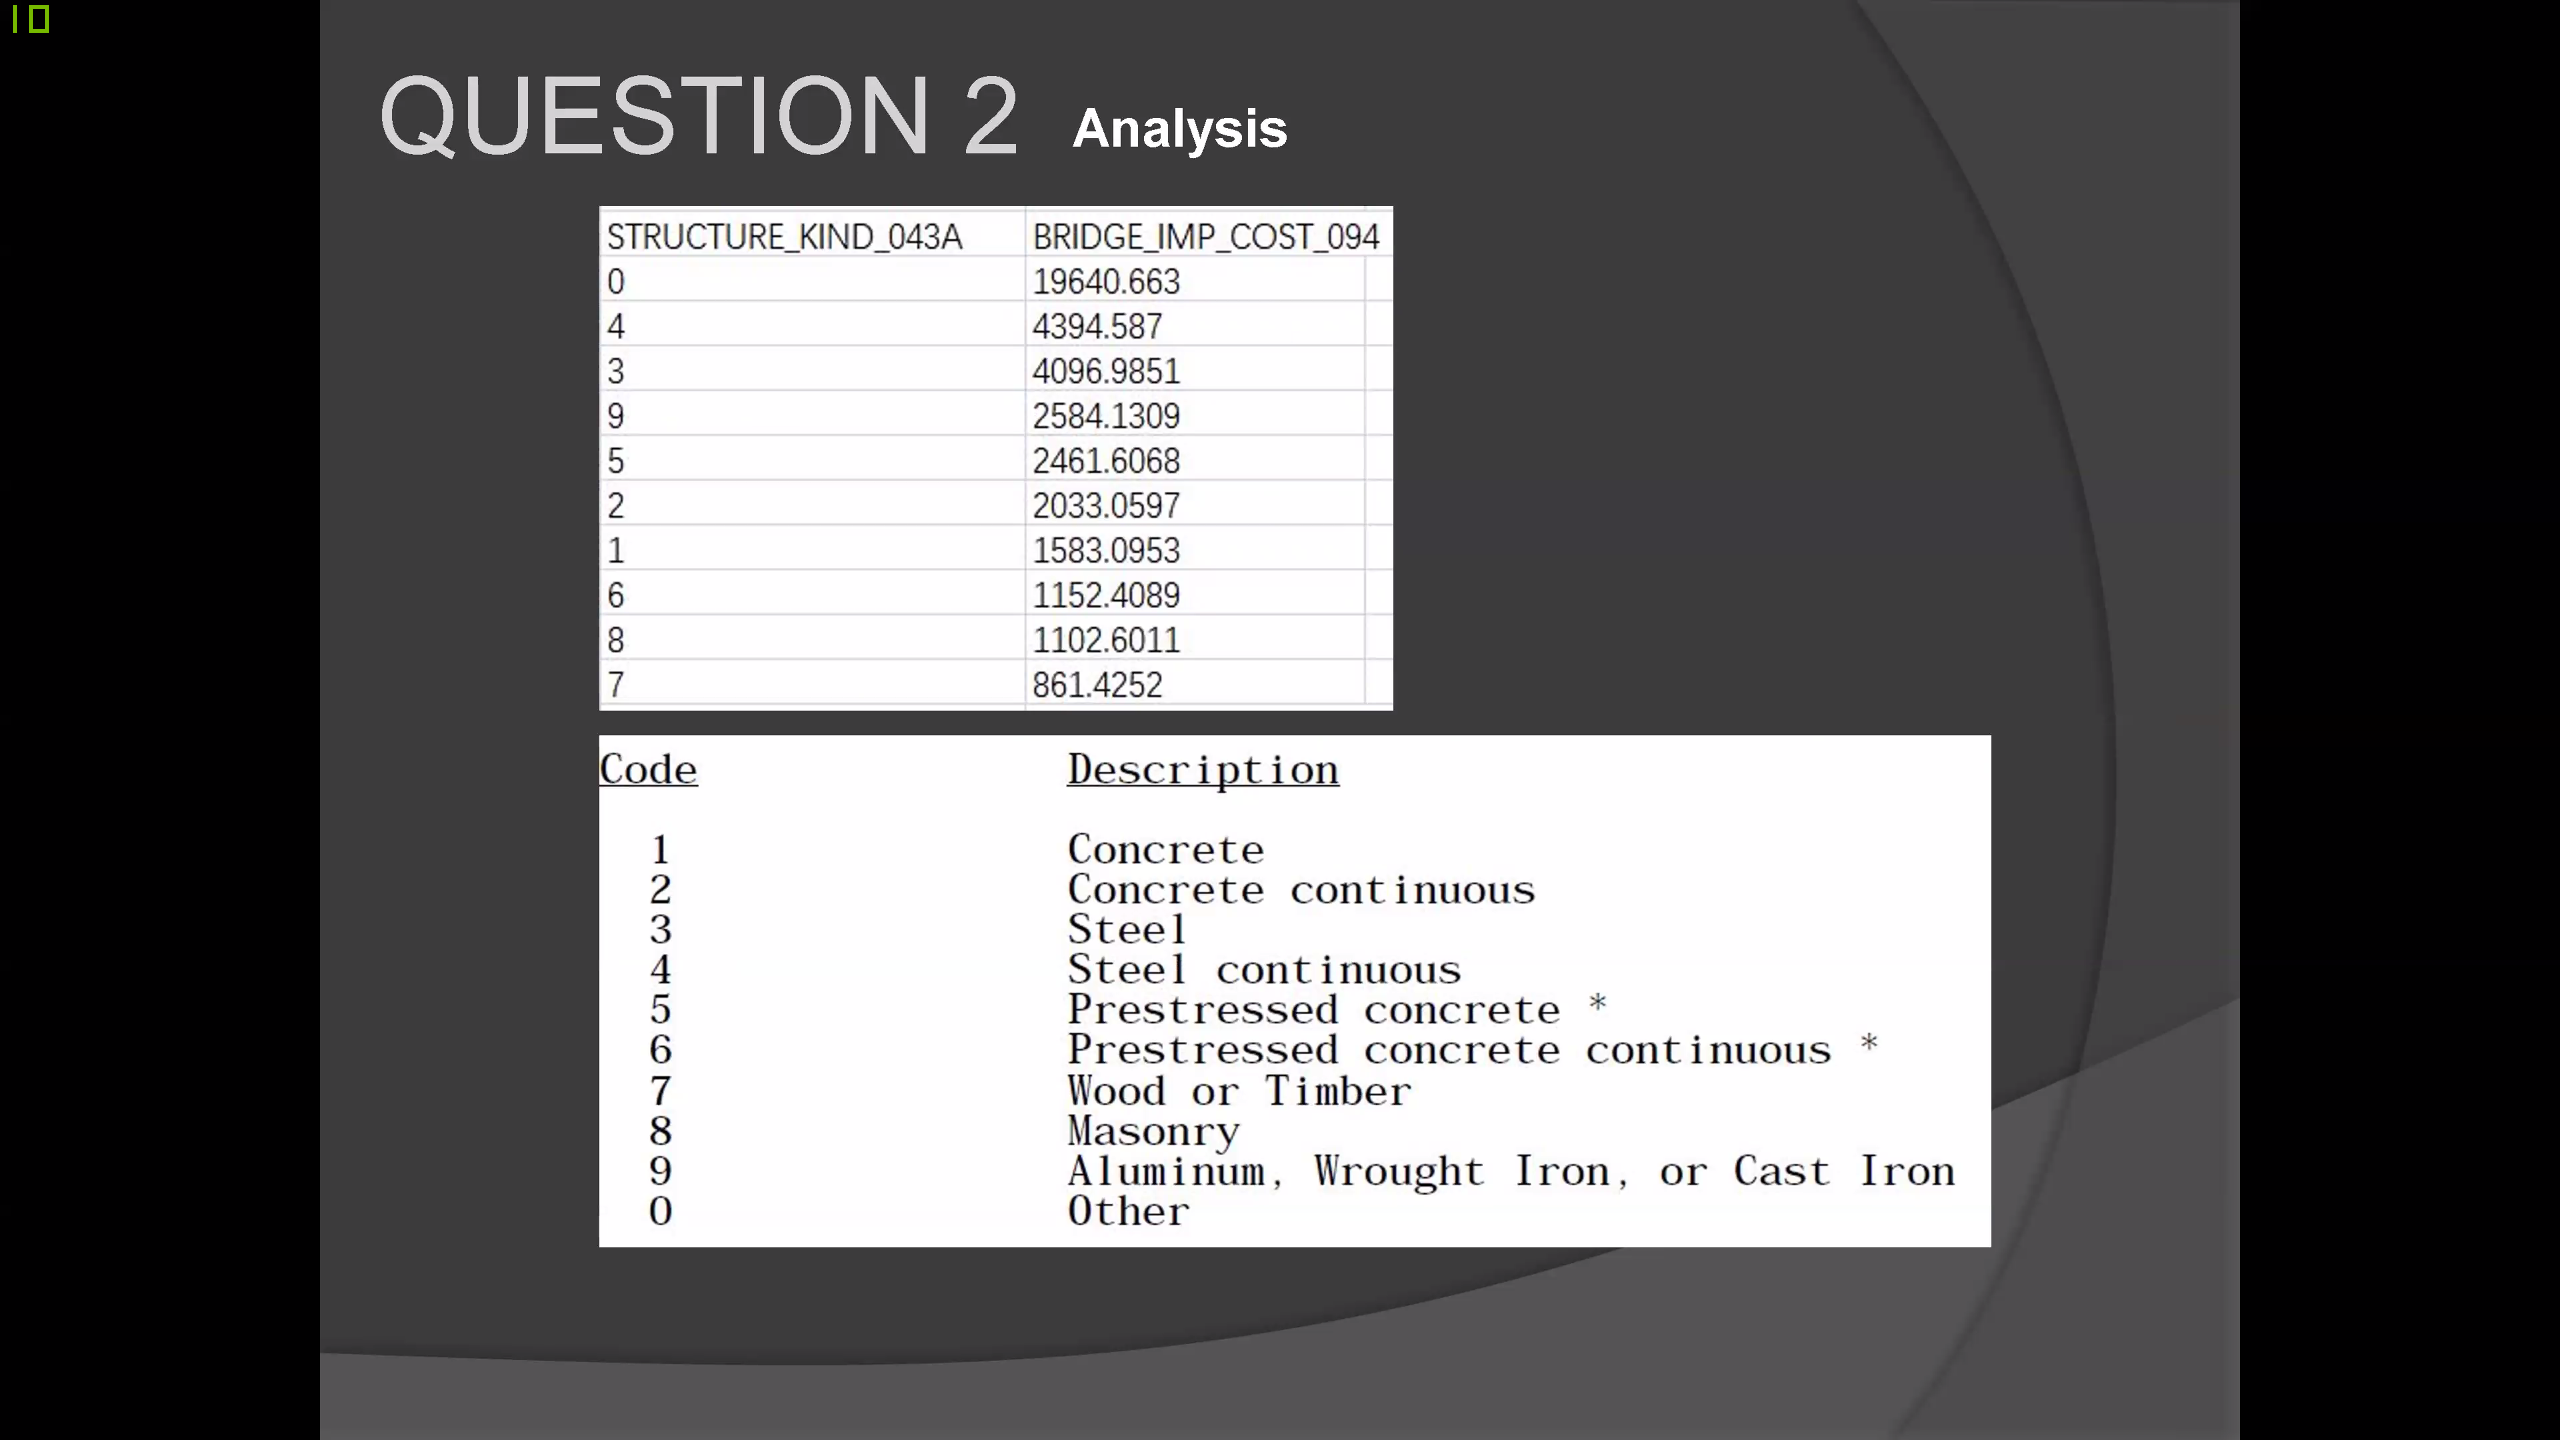 10
QUESTION 2 Analysis
STRUCTURE_KIND_043A BRIDGE_IMP_COST_094
0 19640.663
4 4394.587
3 4096.9851
9 2584.1309
5 2461.6068
2 2033.0597
1 1583.0953
6 1152.4089
8 1102.6011
7 861.4252
Code Description
1 Concrete
2 Concrete continuous
3 Steel
4 Steel continuous
5 Prestressed concrete *
6 Prestressed concrete continuous *
7 Wood or Timber
8 Masonry
9 Aluminum, Wrought Iron, or Cast Iron
0 Other